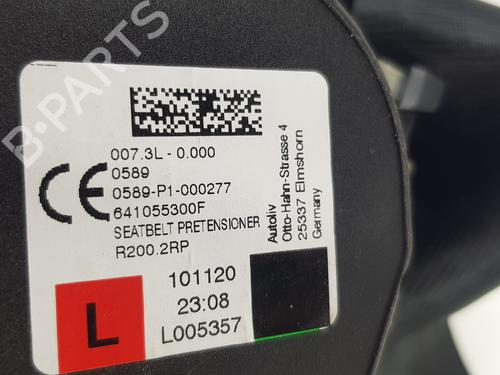 B-PARTS
007.3L - 0.000
0589
0589-P1-000277
641055300F
SEATBELT PRETENSIONER
R200.2RP
CE
Autoliv
Otto-Hahn-Strasse 4
25337 Elmshorn
Germany
L
101120
23:08
L005357